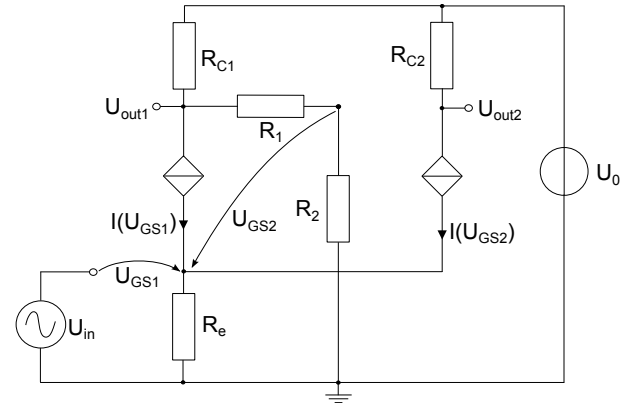 R_C1
R_C2
U_out1
R_1
U_out2
U_0
I(U_GS1)
U_GS2
R_2
I(U_GS2)
U_GS1
U_in
R_e